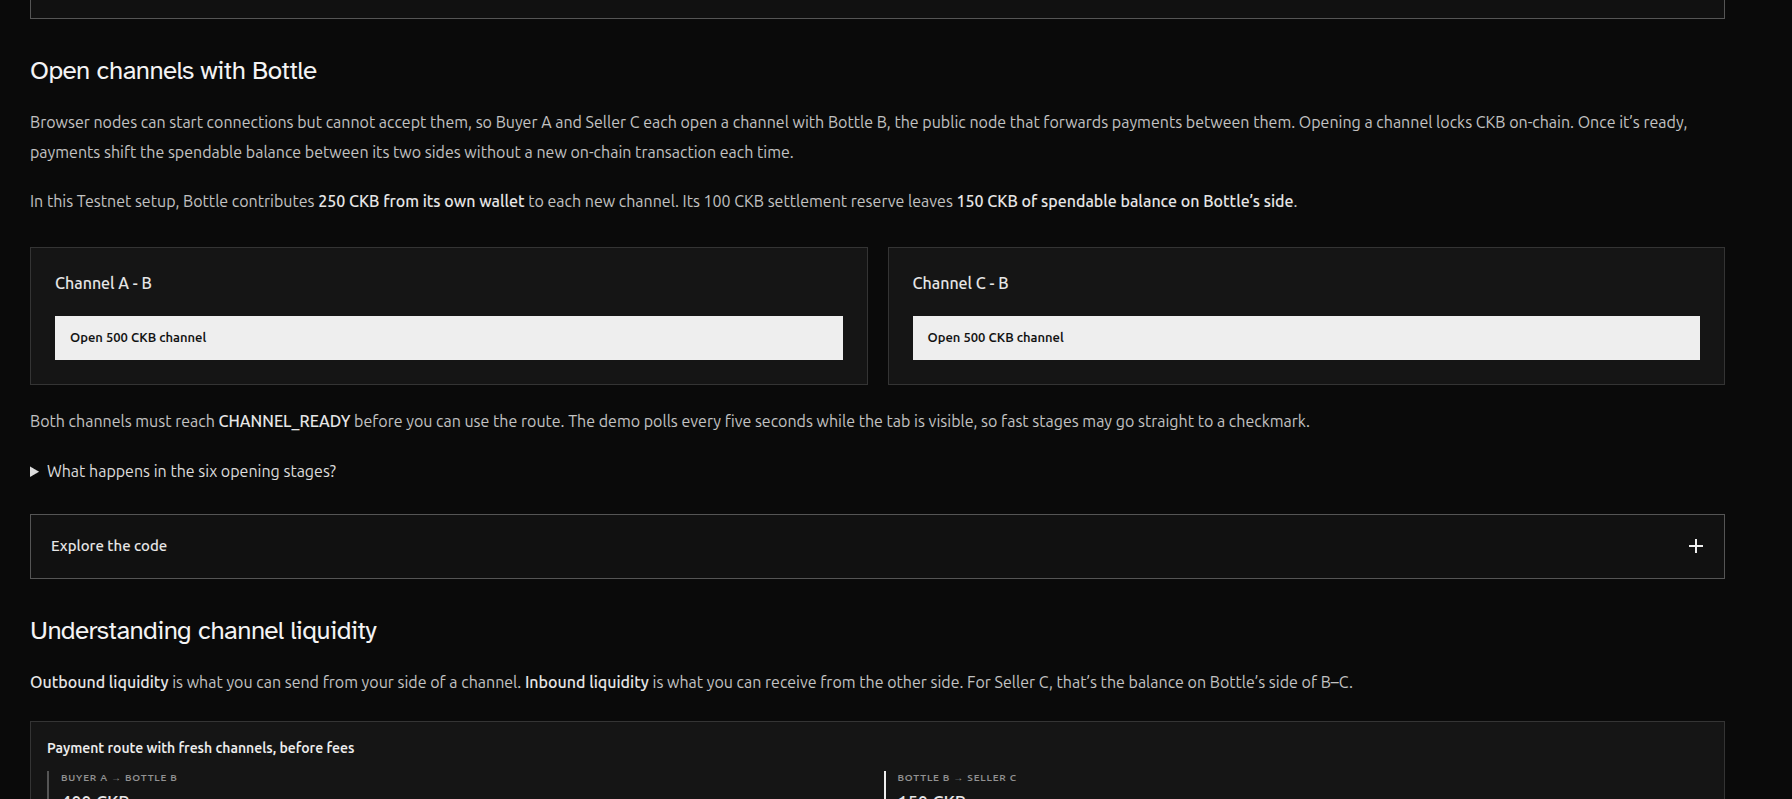 Open channels with Bottle
Browser nodes can start connections but cannot accept them, so Buyer A and Seller C each open a channel with Bottle B, the public node that forwards payments between them. Opening a channel locks CKB on-chain. Once it’s ready,
payments shift the spendable balance between its two sides without a new on-chain transaction each time.
In this Testnet setup, Bottle contributes 250 CKB from its own wallet to each new channel. Its 100 CKB settlement reserve leaves 150 CKB of spendable balance on Bottle’s side.
Channel A - B
Open 500 CKB channel
Channel C - B
Open 500 CKB channel
Both channels must reach CHANNEL_READY before you can use the route. The demo polls every five seconds while the tab is visible, so fast stages may go straight to a checkmark.
What happens in the six opening stages?
Explore the code
Understanding channel liquidity
Outbound liquidity is what you can send from your side of a channel. Inbound liquidity is what you can receive from the other side. For Seller C, that’s the balance on Bottle’s side of B–C.
Payment route with fresh channels, before fees
BUYER A → BOTTLE B
BOTTLE B → SELLER C